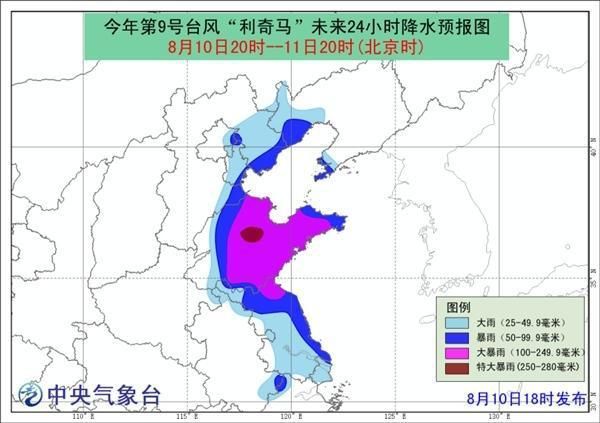 今年第9号台风“利奇马”未来24小时降水预报图
8月10日20时--11日20时(北京时)
40°N
35°N
30°N
图例
大雨（25-49.9毫米）
暴雨（50-99.9毫米）
大暴雨（100-249.9毫米）
特大暴雨(250-280毫米)
中央气象台
8月10日18时发布
110°E
115°E
120°E
125°E
130°E